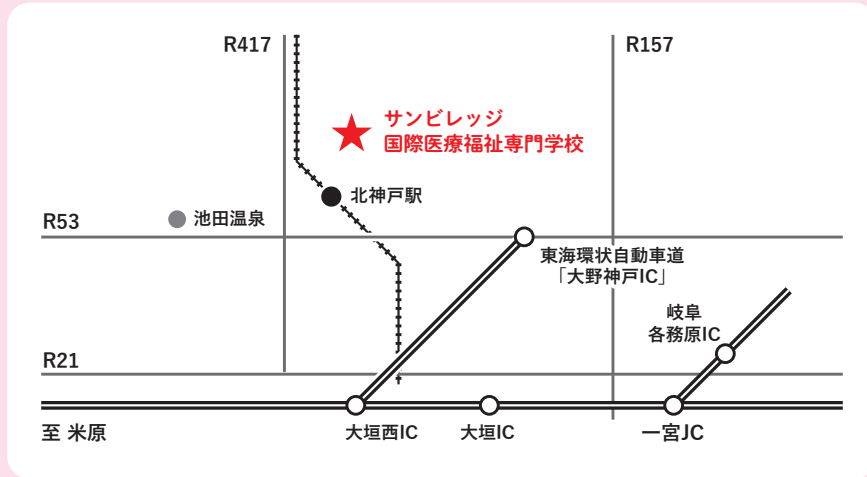 R417
R157
サンビレッジ
国際医療福祉専門学校
北神戸駅
池田温泉
R53
東海環状自動車道
「大野神戸IC」
岐阜
各務原IC
R21
至 米原
大垣西IC
大垣IC
一宮JC